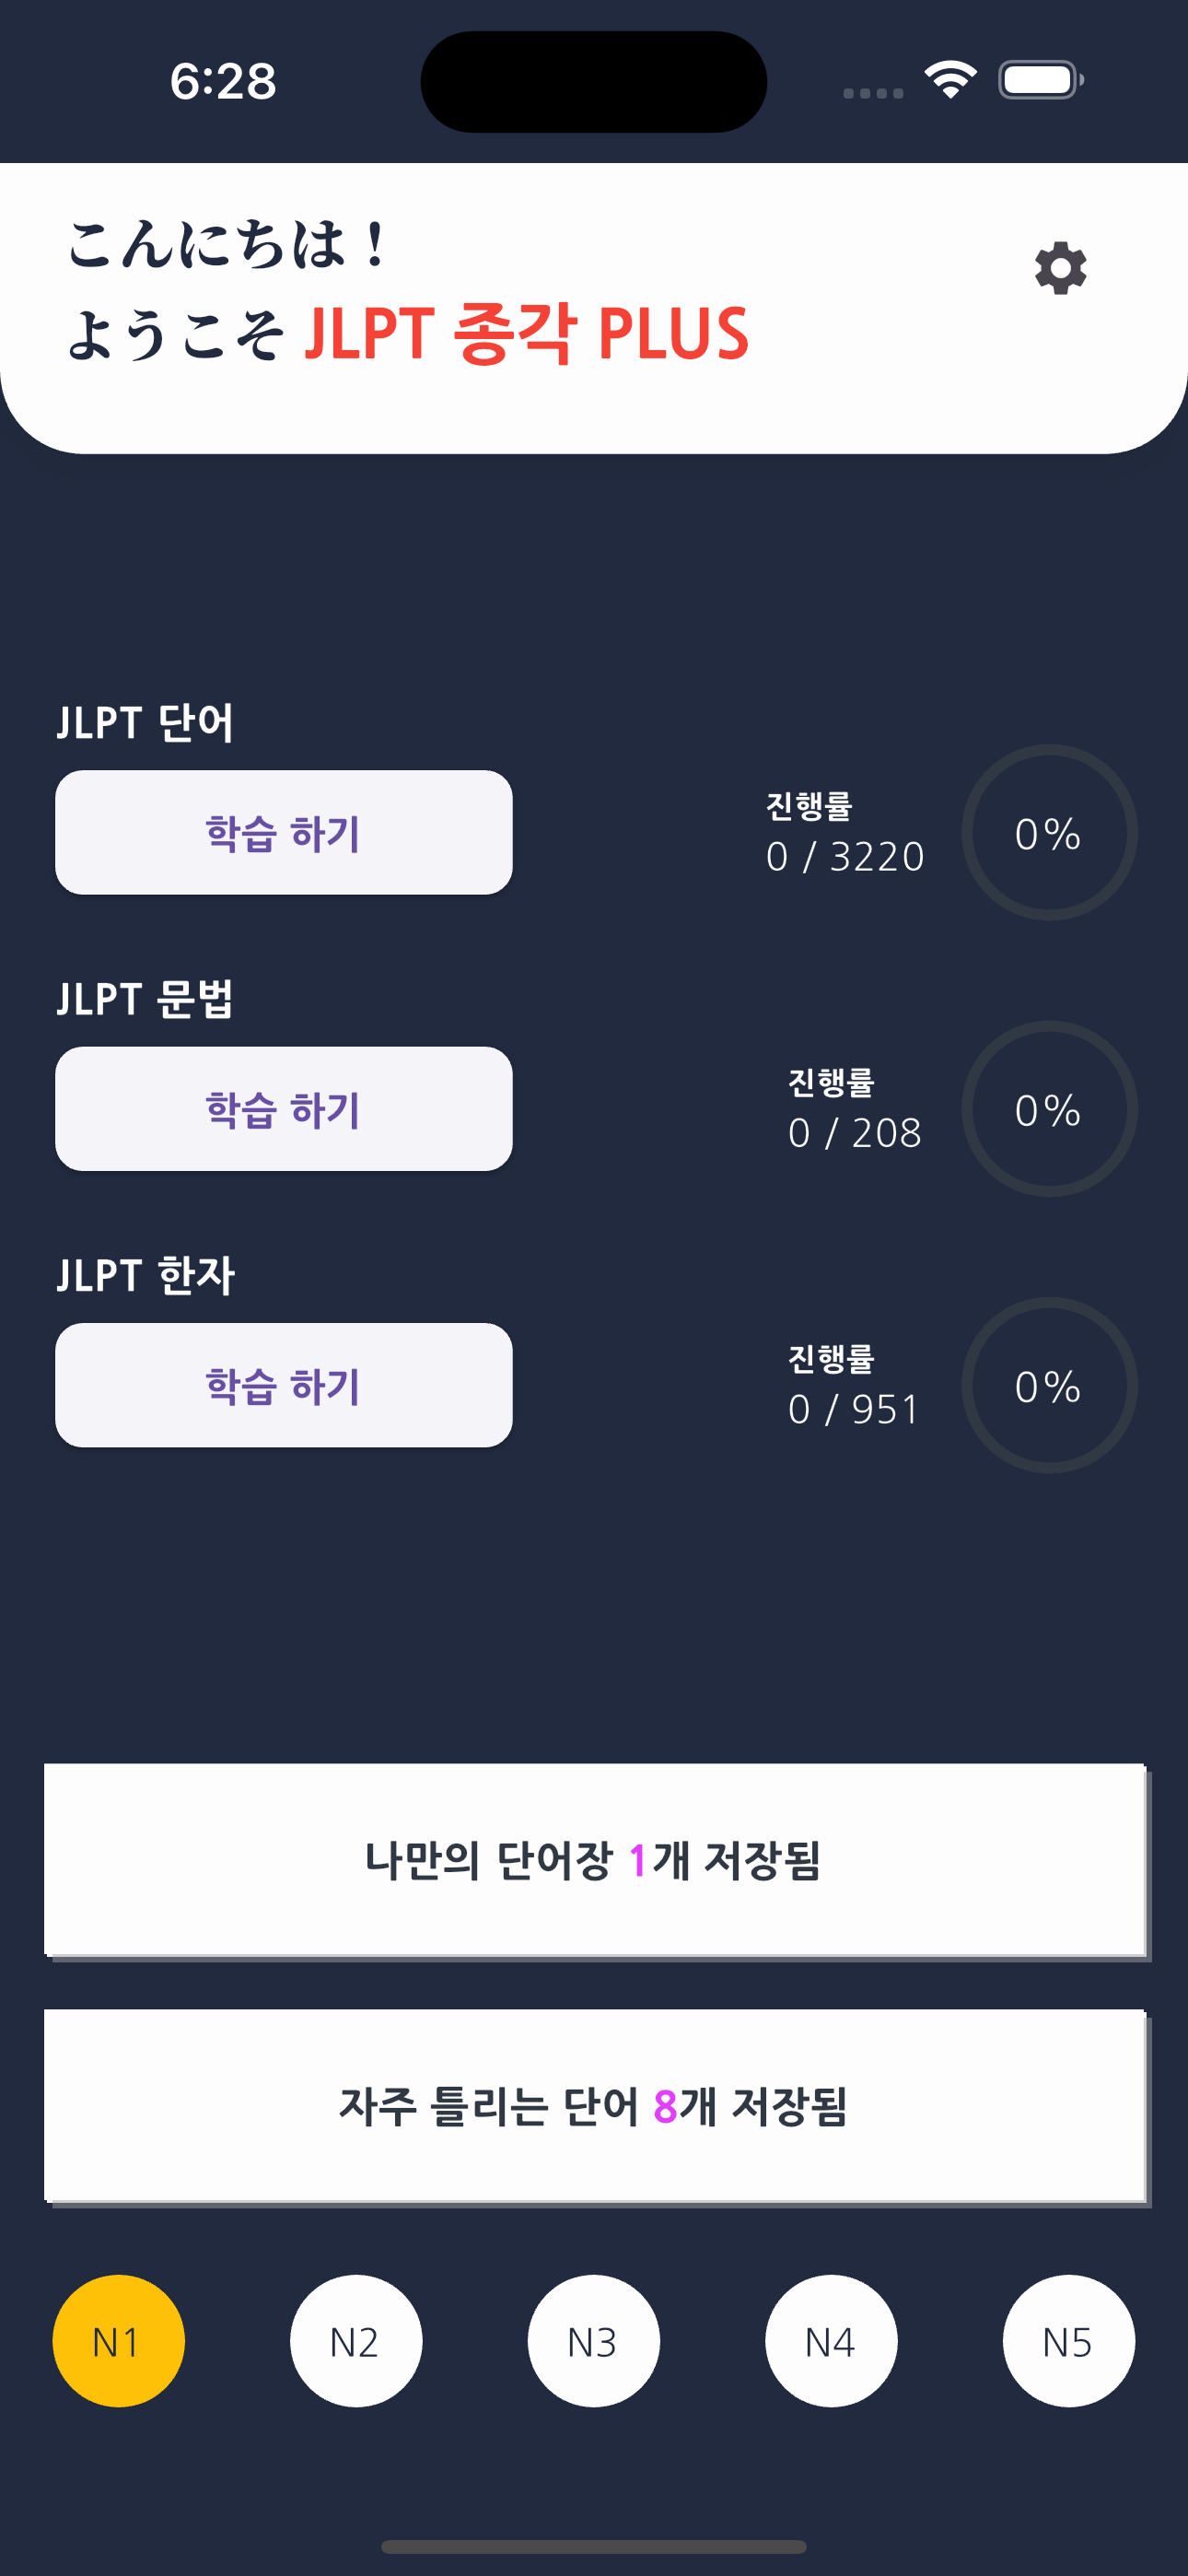 6:28
こんにちは！
ようこそ JLPT 종각 PLUS
JLPT 단어
학습 하기
진행률
0 / 3220
0%
JLPT 문법
학습 하기
진행률
0 / 208
0%
JLPT 한자
학습 하기
진행률
0 / 951
0%
나만의 단어장 1개 저장됨
자주 틀리는 단어 8개 저장됨
N1 N2 N3 N4 N5